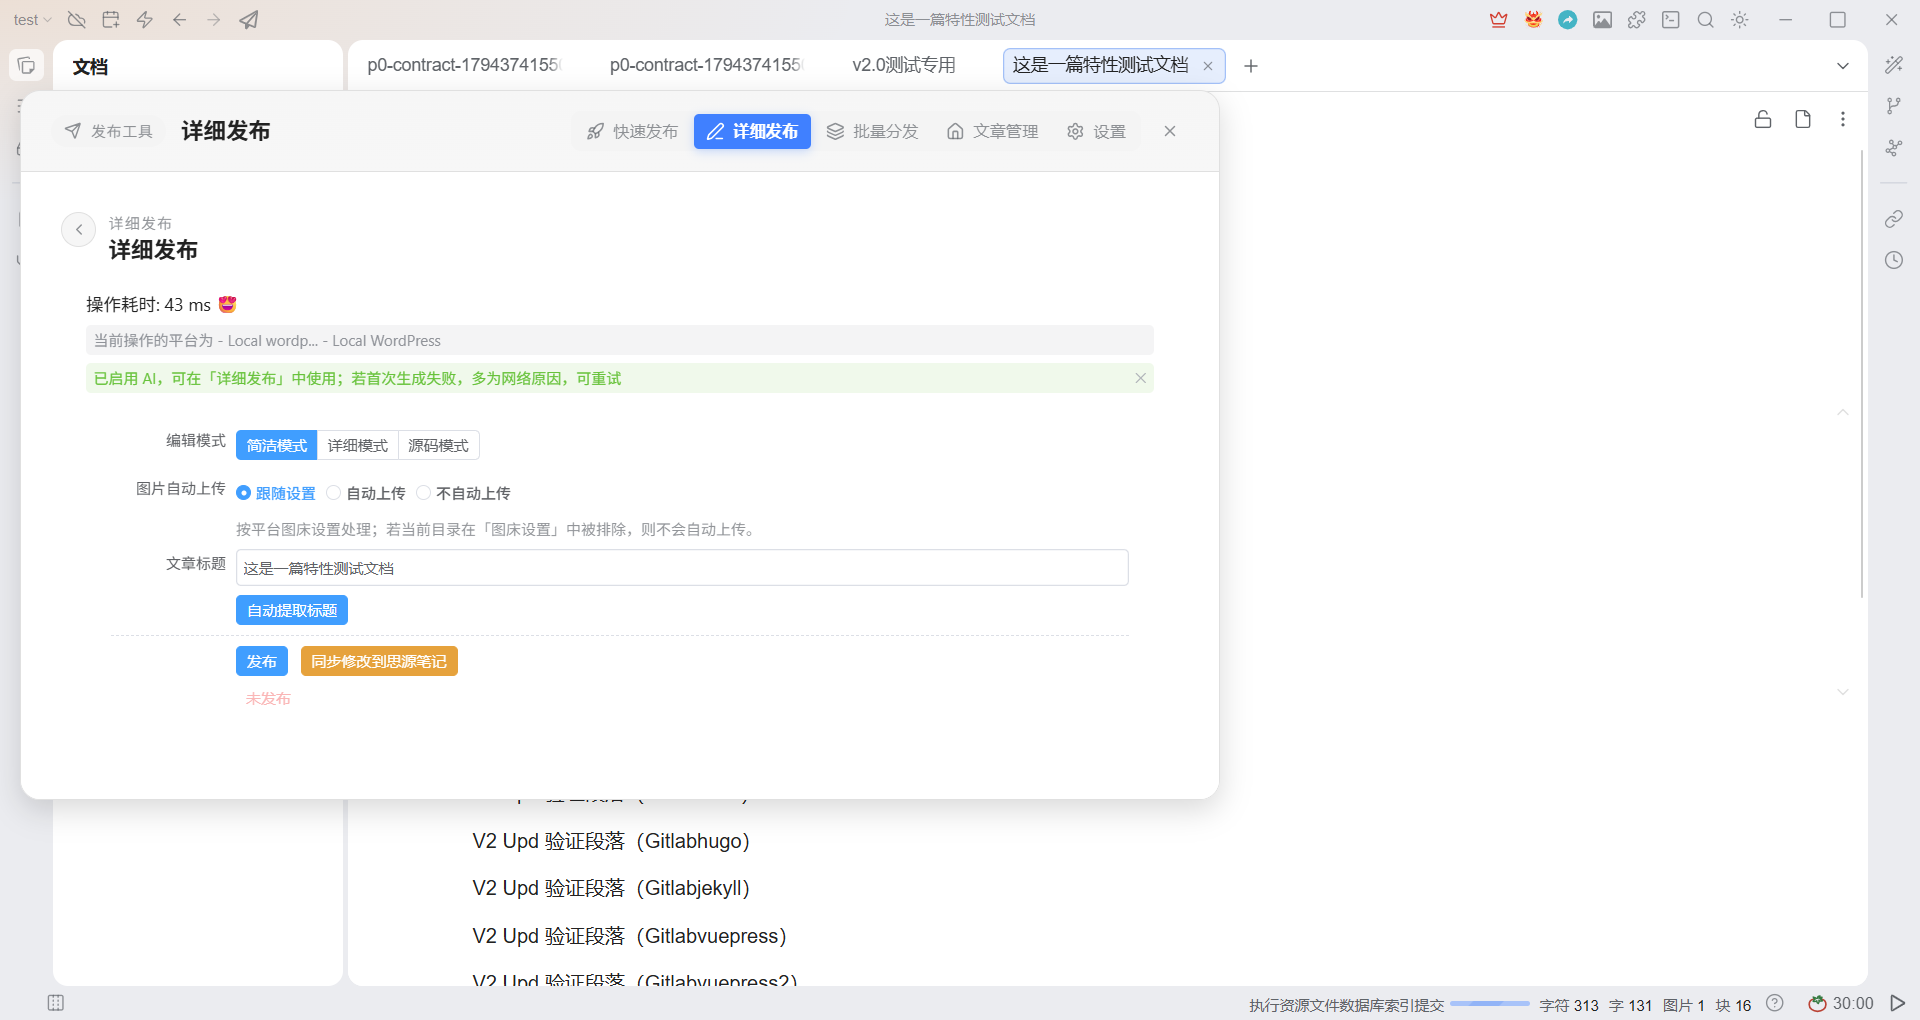 test
这是一篇特性测试文档
文档
p0-contract-1794374155
p0-contract-1794374155
v2.0测试专用
这是一篇特性测试文档
发布工具
详细发布
快速发布
详细发布
批量分发
文章管理
设置
详细发布
详细发布
操作耗时: 43 ms 😍
当前操作的平台为 - Local wordp... - Local WordPress
已启用 AI，可在「详细发布」中使用；若首次生成失败，多为网络原因，可重试
编辑模式
简洁模式
详细模式
源码模式
图片自动上传
跟随设置
自动上传
不自动上传
按平台图床设置处理；若当前目录在「图床设置」中被排除，则不会自动上传。
文章标题
这是一篇特性测试文档
自动提取标题
发布
同步修改到思源笔记
未发布
V2 Upd 验证段落（Gitlabhugo）
V2 Upd 验证段落（Gitlabjekyll）
V2 Upd 验证段落（Gitlabvuepress）
V2 Upd 验证段落（Gitlabvuepress2）
执行资源文件数据库索引提交
字符 313 字 131 图片 1 块 16
30:00